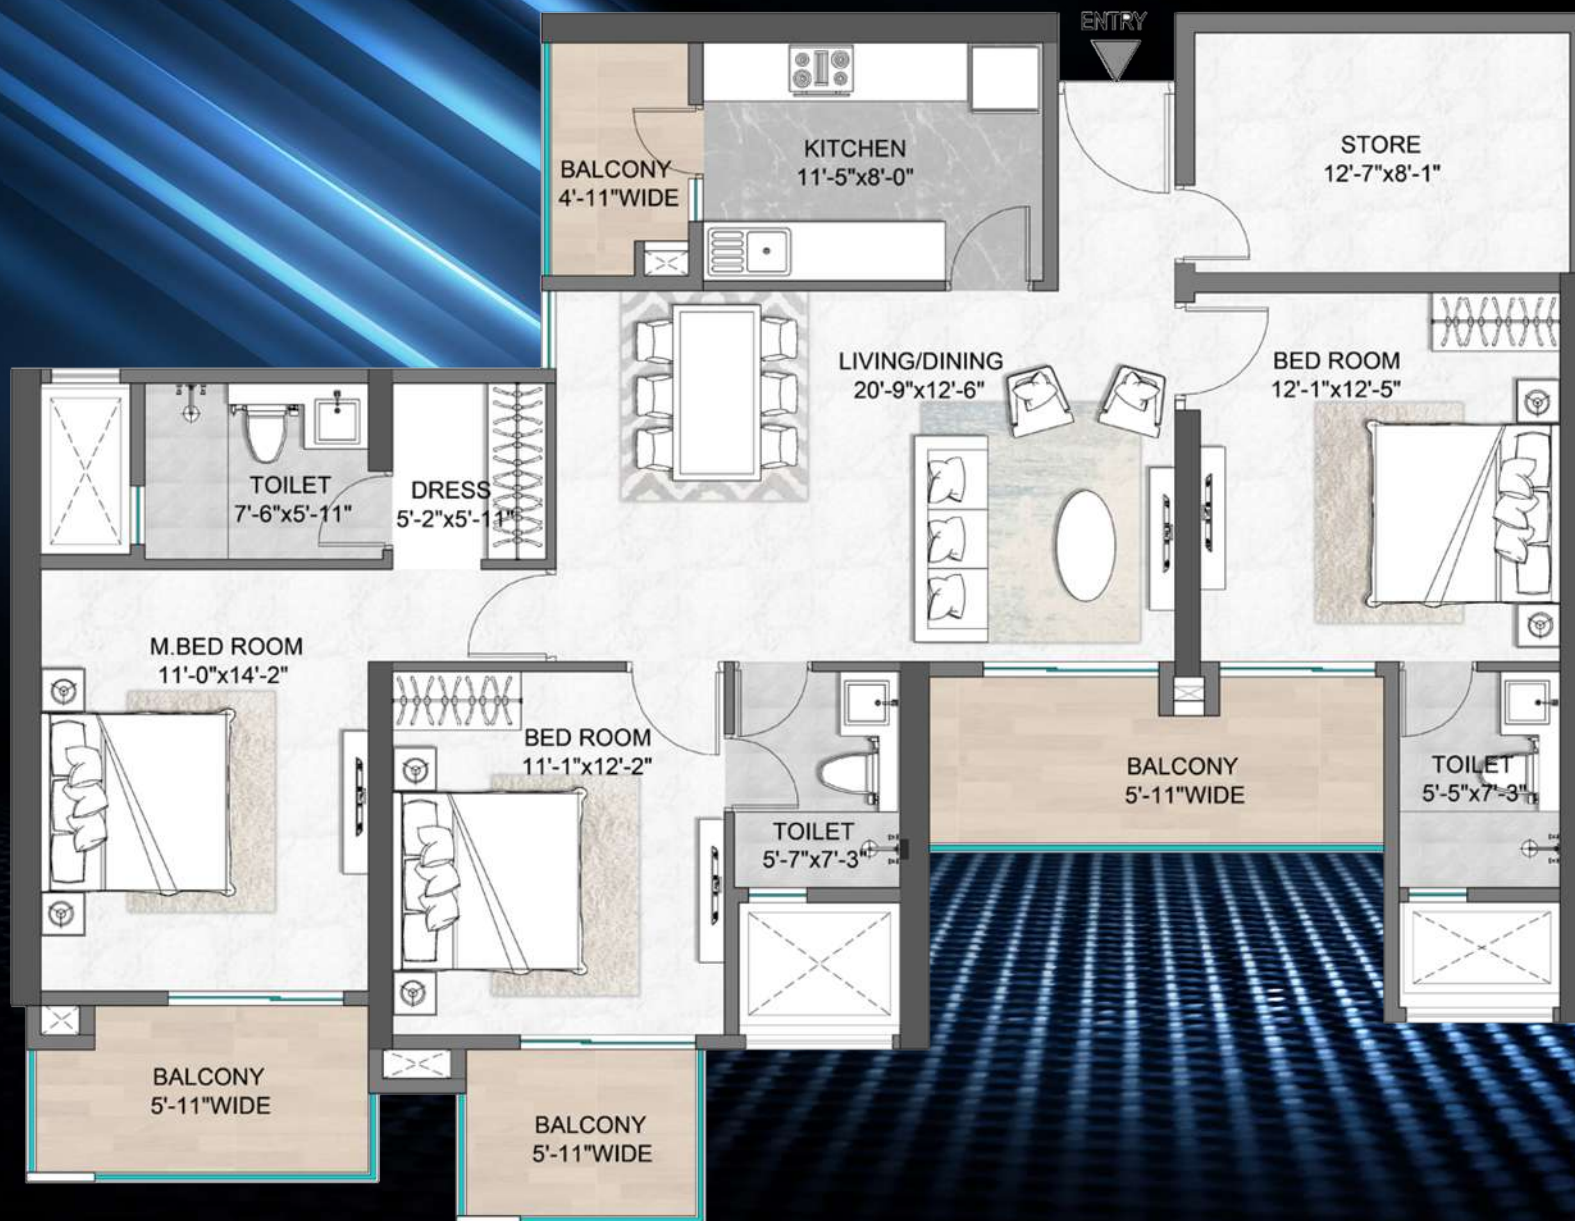 ENTRY
KITCHEN
11'-5"x8'-0"
STORE
12'-7"x8'-1"
BALCONY
4'-11"WIDE
LIVING/DINING
20'-9"x12'-6"
BED ROOM
12'-1"x12'-5"
TOILET
7'-6"x5'-11"
DRESS
5'-2"x5'-11"
M.BED ROOM
11'-0"x14'-2"
BED ROOM
11'-1"x12'-2"
BALCONY
5'-11"WIDE
TOILET
5'-5"x7'-3"
TOILET
5'-7"x7'-3"
BALCONY
5'-11"WIDE
BALCONY
5'-11"WIDE